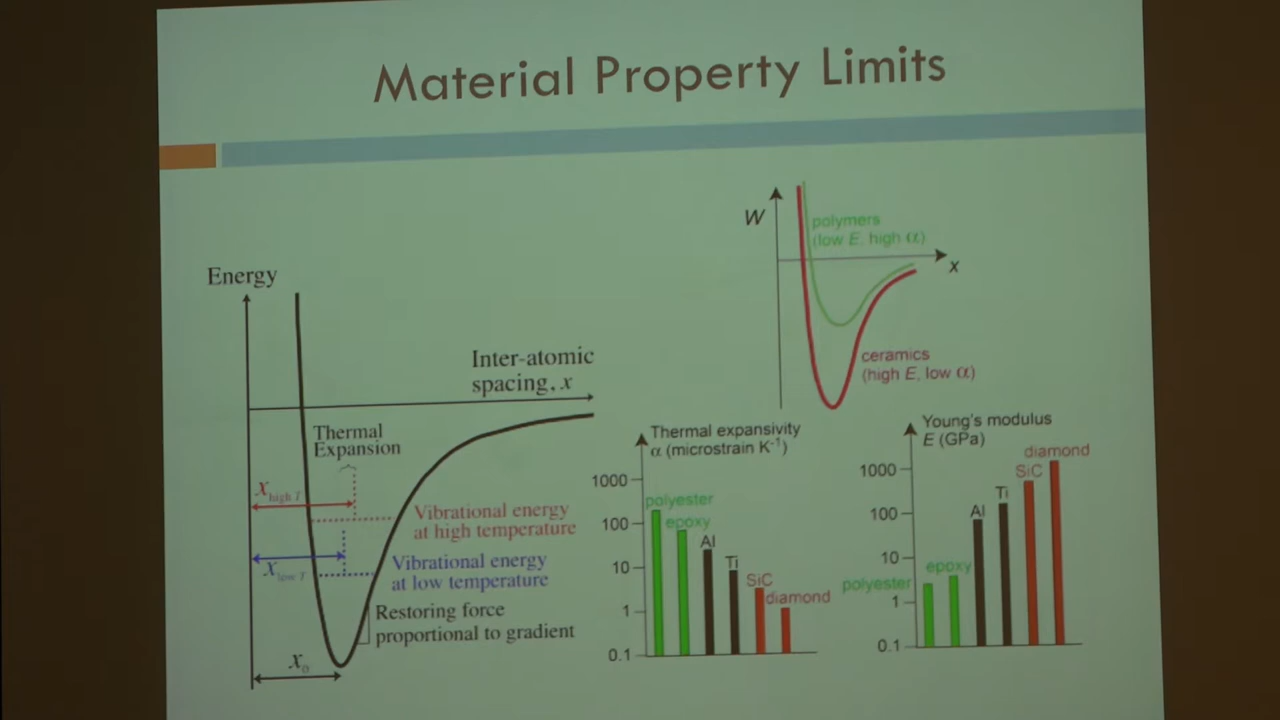 Material Property Limits
Energy
Inter-atomic
spacing, x
Thermal
Expansion
x high T
Vibrational energy
at high temperature
x low T
Vibrational energy
at low temperature
Restoring force
proportional to gradient
x₀
W
polymers
(low E, high α)
x
ceramics
(high E, low α)
Thermal expansivity
α (microstrain K⁻¹)
1000
100
10
1
0.1
polyester
epoxy
Al
Ti
SiC
diamond
Young's modulus
E (GPa)
1000
100
10
1
0.1
polyester
epoxy
Al
Ti
SiC
diamond